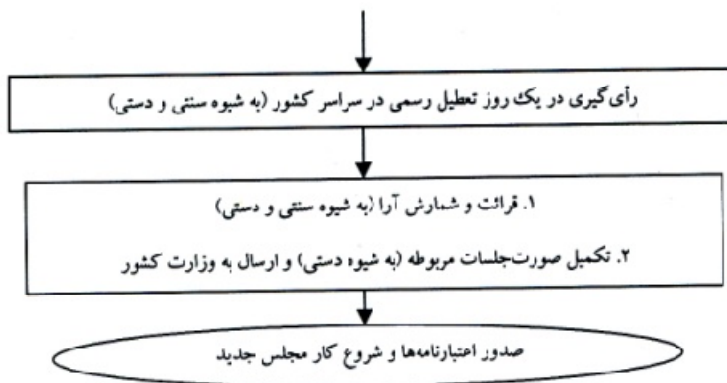 رأی‌گیری در یک روز تعطیل رسمی در سراسر کشور (به شیوه سنتی و دستی)
۱. قرائت و شمارش آرا (به شیوه سنتی و دستی)
۲. تکمیل صورت‌جلسات مربوطه (به شیوه دستی) و ارسال به وزارت کشور
صدور اعتبارنامه‌ها و شروع کار مجلس جدید